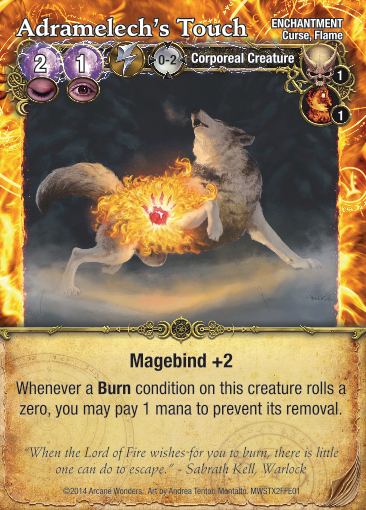 Adramelech's Touch
ENCHANTMENT
Curse, Flame
2 1 0-2 Corporeal Creature 1
1
Magebind +2
Whenever a Burn condition on this creature rolls a
zero, you may pay 1 mana to prevent its removal.
"When the Lord of Fire wishes for you to burn, there is little
one can do to escape." - Sabrath Kell, Warlock
©2014 Arcane Wonders. Art by Andrea Tentori Montalto. MWSTX2FFE01